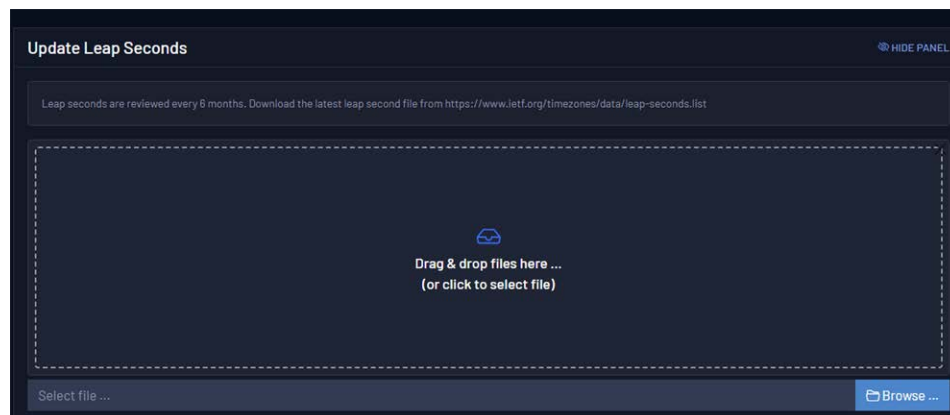 Update Leap Seconds
HIDE PANEL
Leap seconds are reviewed every 6 months. Download the latest leap second file from https://www.ietf.org/timezones/data/leap-seconds.list
Drag & drop files here ...
(or click to select file)
Select file ...
Browse ...